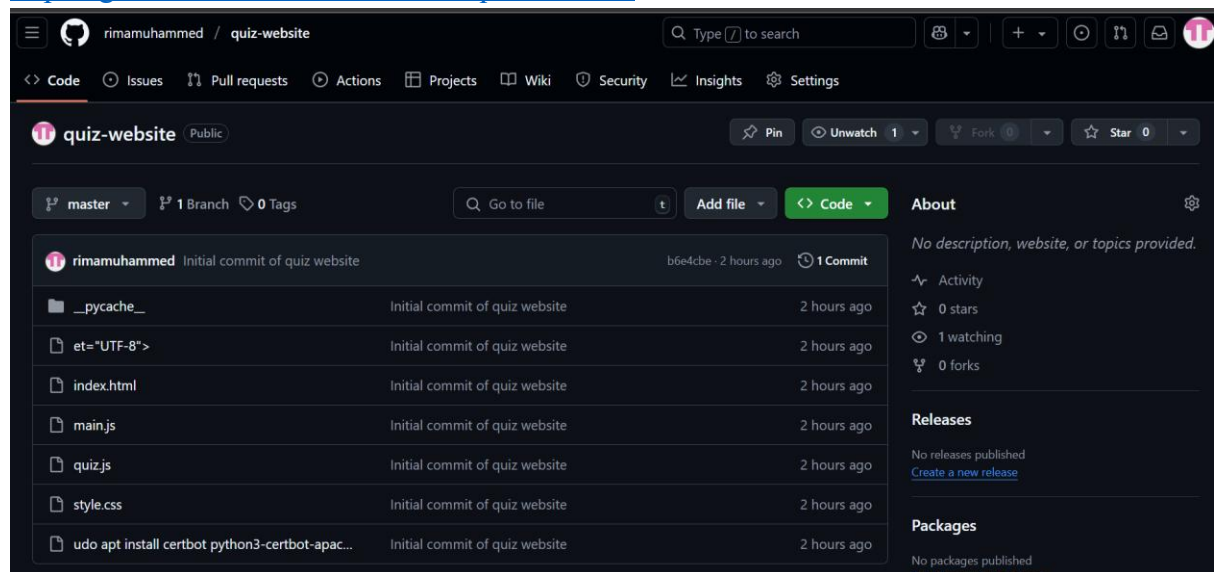 rimamuhammed / quiz-website
Type / to search
<> Code Issues Pull requests Actions Projects Wiki Security Insights Settings
quiz-website Public
Pin Unwatch 1 Fork 0 Star 0
master 1 Branch 0 Tags Go to file t Add file <> Code
rimamuhammed Initial commit of quiz website b6e4cbe · 2 hours ago 1 Commit
__pycache__ Initial commit of quiz website 2 hours ago
et="UTF-8"> Initial commit of quiz website 2 hours ago
index.html Initial commit of quiz website 2 hours ago
main.js Initial commit of quiz website 2 hours ago
quiz.js Initial commit of quiz website 2 hours ago
style.css Initial commit of quiz website 2 hours ago
udo apt install certbot python3-certbot-apac... Initial commit of quiz website 2 hours ago
About
No description, website, or topics provided.
Activity
0 stars
1 watching
0 forks
Releases
No releases published
Create a new release
Packages
No packages published